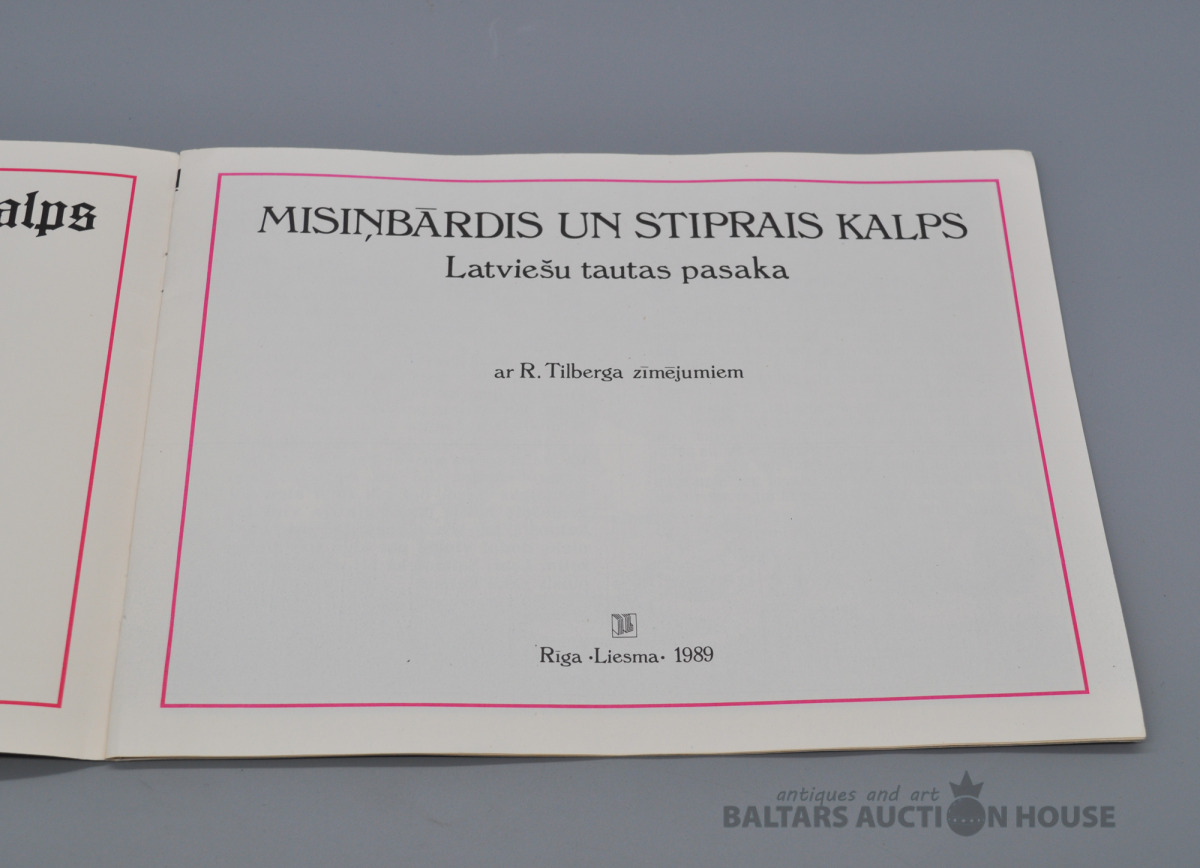 alps
MISIŅBĀRDIS UN STIPRAIS KALPS
Latviešu tautas pasaka
ar R. Tilberga zīmējumiem
Rīga ·Liesma· 1989
antiques and art
BALTARS AUCTION HOUSE